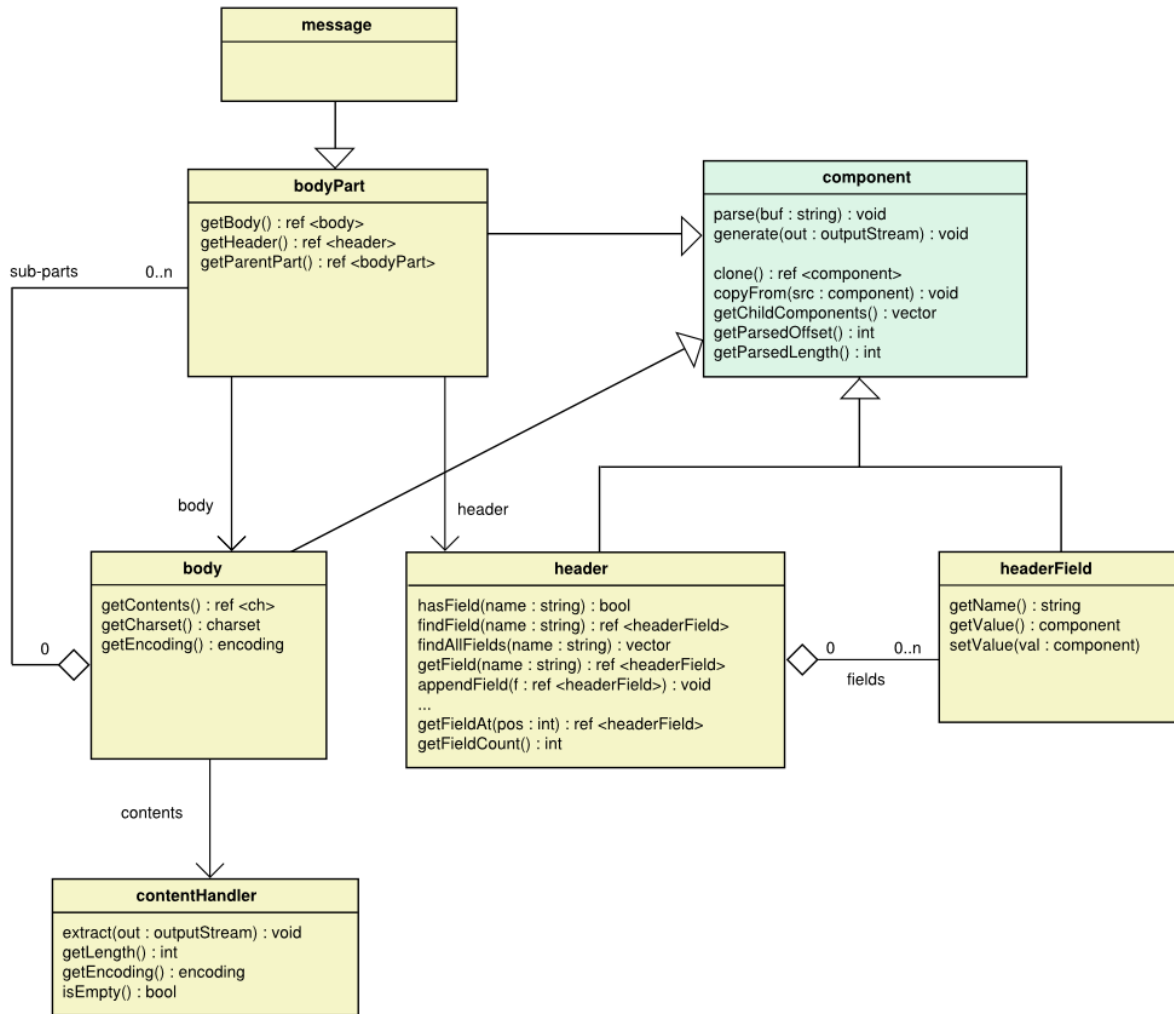 message
bodyPart
getBody() : ref <body>
getHeader() : ref <header>
getParentPart() : ref <bodyPart>
component
parse(buf : string) : void
generate(out : outputStream) : void
clone() : ref <component>
copyFrom(src : component) : void
getChildComponents() : vector
getParsedOffset() : int
getParsedLength() : int
sub-parts
0..n
body
header
body
getContents() : ref <ch>
getCharset() : charset
getEncoding() : encoding
0
header
hasField(name : string) : bool
findField(name : string) : ref <headerField>
findAllFields(name : string) : vector
getField(name : string) : ref <headerField>
appendField(f : ref <headerField>) : void
...
getFieldAt(pos : int) : ref <headerField>
getFieldCount() : int
0
0..n
fields
headerField
getName() : string
getValue() : component
setValue(val : component)
contents
contentHandler
extract(out : outputStream) : void
getLength() : int
getEncoding() : encoding
isEmpty() : bool